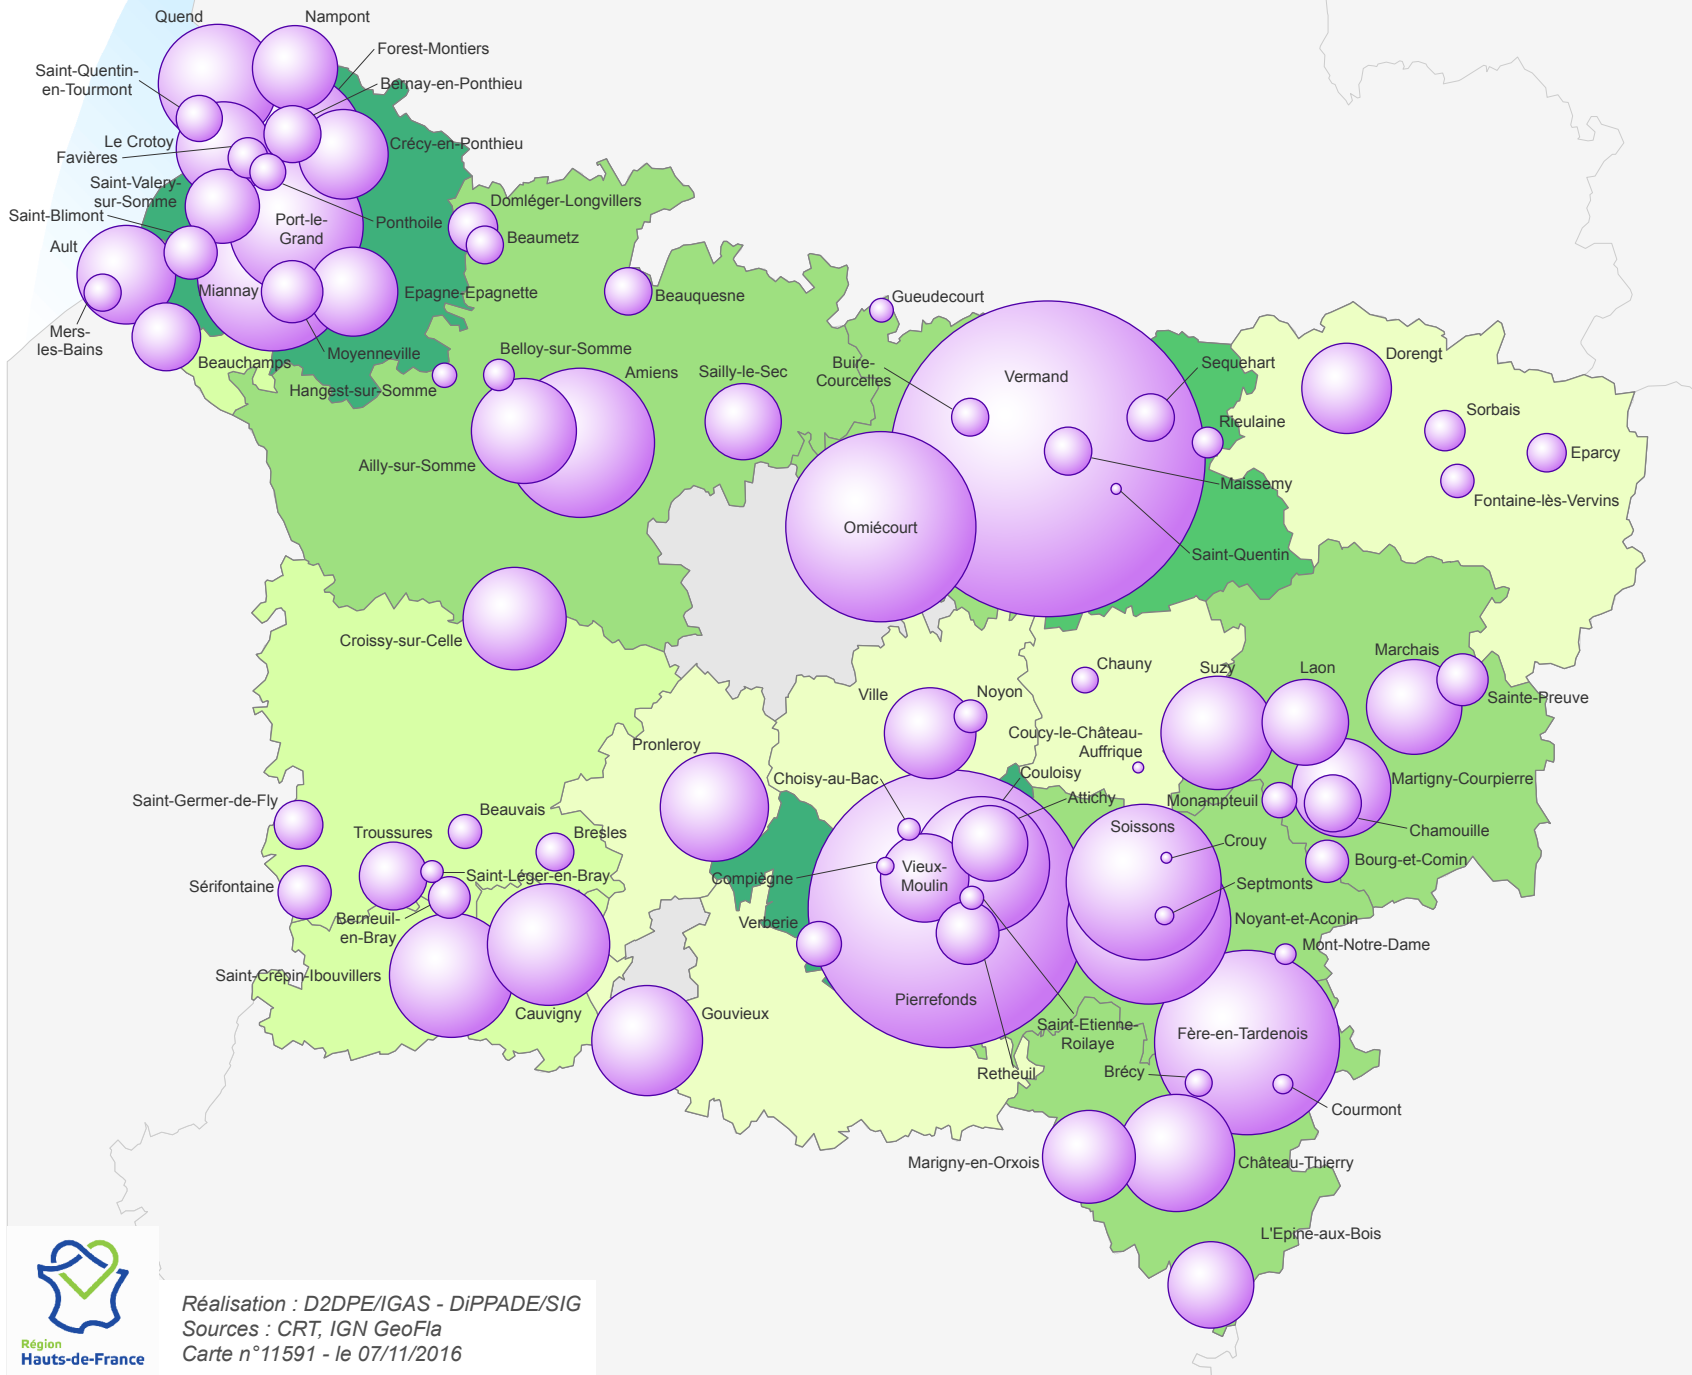 Quend
Nampont
Forest-Montiers
Saint-Quentin-
en-Tourmont
Bernay-en-Ponthieu
Le Crotoy
Crécy-en-Ponthieu
Favières
Saint-Valery-
sur-Somme
Domléger-Longvillers
Saint-Blimont
Port-le-
Grand
Ponthoile
Beaumetz
Ault
Miannay
Epagne-Epagnette
Beauquesne
Gueudecourt
Mers-
les-Bains
Beauchamps
Moyenneville
Belloy-sur-Somme
Hangest-sur-Somme
Amiens
Sailly-le-Sec
Buire-
Courcelles
Vermand
Sequehart
Dorengt
Rieulaine
Sorbais
Eparcy
Ailly-sur-Somme
Maissemy
Fontaine-lès-Vervins
Omiécourt
Saint-Quentin
Croissy-sur-Celle
Chauny
Suzy
Laon
Marchais
Sainte-Preuve
Ville
Noyon
Coucy-le-Château-
Auffrique
Pronleroy
Choisy-au-Bac
Couloisy
Attichy
Martigny-Courpierre
Monampteuil
Saint-Germer-de-Fly
Beauvais
Troussures
Bresles
Soissons
Crouy
Chamouille
Bourg-et-Comin
Sérifontaine
Saint-Léger-en-Bray
Compiègne
Vieux-
Moulin
Septmonts
Berneuil-
en-Bray
Verberie
Noyant-et-Aconin
Mont-Notre-Dame
Saint-Crépin-Ibouvillers
Cauvigny
Gouvieux
Pierrefonds
Saint-Etienne-
Roilaye
Fère-en-Tardenois
Retheuil
Brécy
Courmont
Marigny-en-Orxois
Château-Thierry
L'Epine-aux-Bois
Réalisation : D2DPE/IGAS - DiPPADE/SIG
Sources : CRT, IGN GeoFla
Carte n°11591 - le 07/11/2016
Région
Hauts-de-France